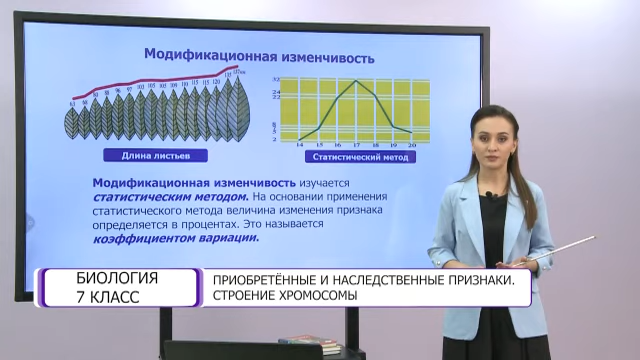 Модификационная изменчивость
Длина листьев
14 15 16 17 18 19 20
Статистический метод
Модификационная изменчивость изучается
статистическим методом. На основании применения
статистического метода величина изменения признака
определяется в процентах. Это называется
коэффициентом вариации.
БИОЛОГИЯ
7 КЛАСС
ПРИОБРЕТЁННЫЕ И НАСЛЕДСТВЕННЫЕ ПРИЗНАКИ.
СТРОЕНИЕ ХРОМОСОМЫ